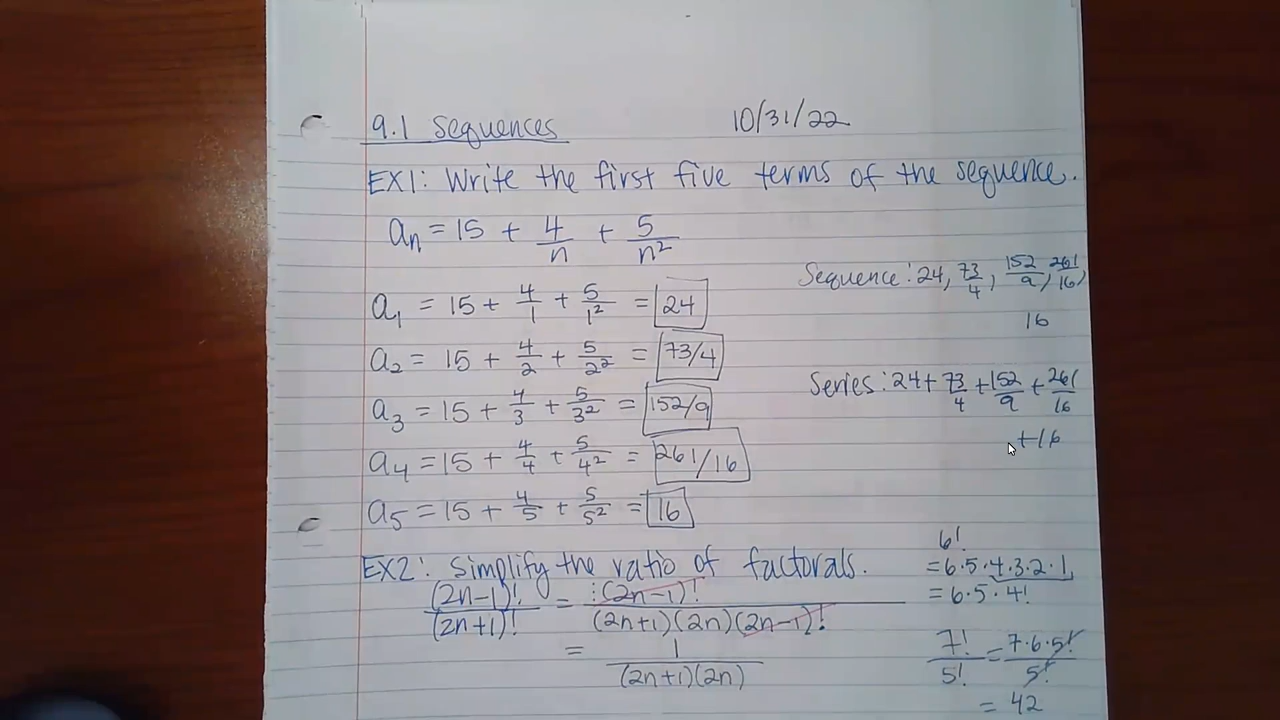 9.1 Sequences 10/31/22
EX1: Write the first five terms of the sequence.
aₙ = 15 + 4/n + 5/n²
a₁ = 15 + 4/1 + 5/1² = 24
a₂ = 15 + 4/2 + 5/2² = 73/4
a₃ = 15 + 4/3 + 5/3² = 152/9
a₄ = 15 + 4/4 + 5/4² = 261/16
a₅ = 15 + 4/5 + 5/5² = 16
Sequence: 24, 73/4, 152/9, 261/16,
16
Series: 24 + 73/4 + 152/9 + 261/16
+ 16
EX2: Simplify the ratio of factorals.
(2n-1)!/(2n+1)! = (2n-1)!/(2n+1)(2n)(2n-1)!
= 1/(2n+1)(2n)
6!
= 6·5·4·3·2·1
= 6·5·4!
7!/5! = 7·6·5!/5!
= 42